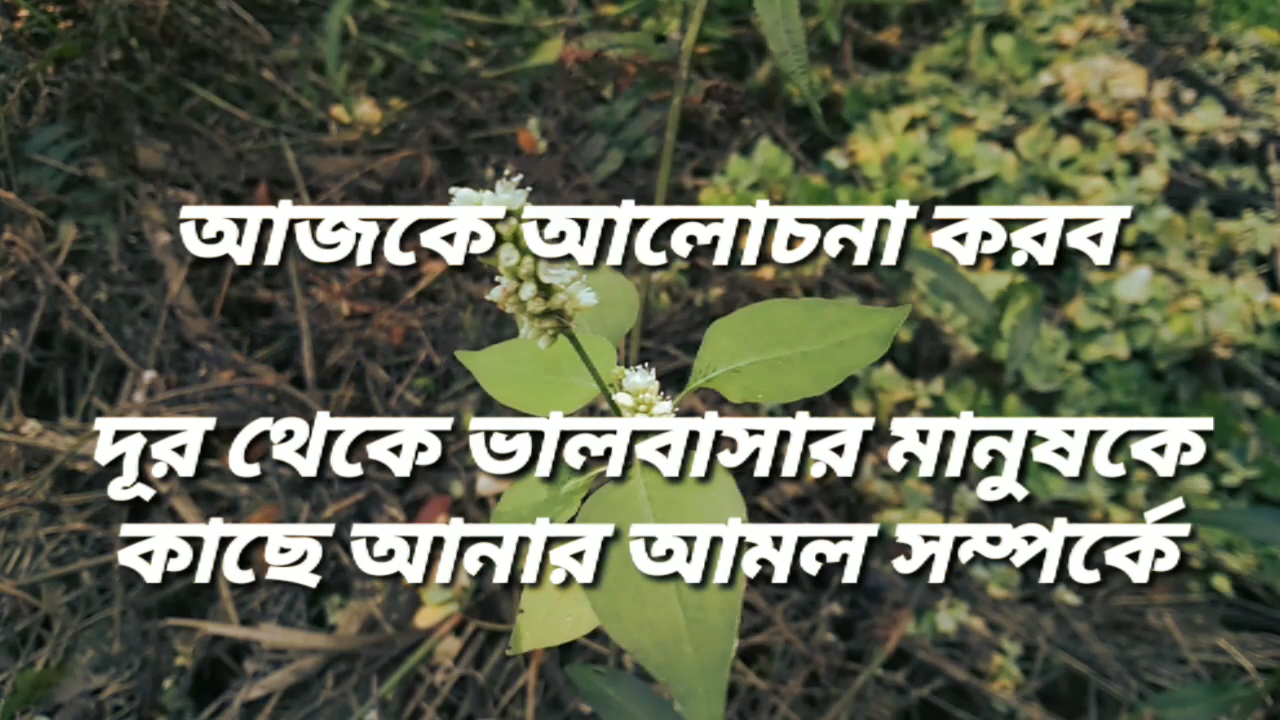 আজকে আলোচনা করব
দূর থেকে ভালবাসার মানুষকে
কাছে আনার আমল সম্পর্কে